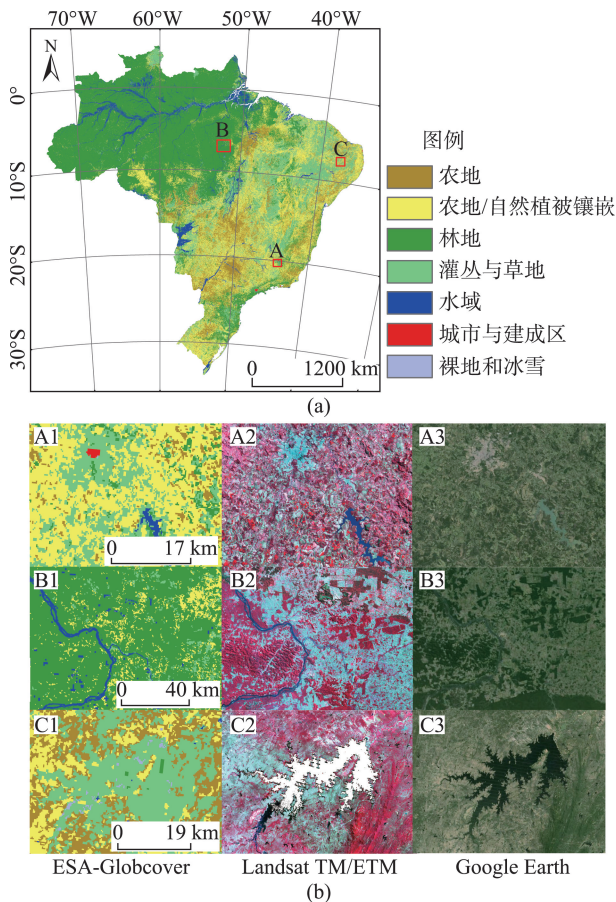 70°W 60°W 50°W 40°W
N
0°
10°S
20°S
30°S
B
C
A
0 1200 km
图例
农地
农地/自然植被镶嵌
林地
灌丛与草地
水域
城市与建成区
裸地和冰雪
(a)
A1 A2 A3
0 17 km
B1 B2 B3
0 40 km
C1 C2 C3
0 19 km
ESA-Globcover Landsat TM/ETM Google Earth
(b)